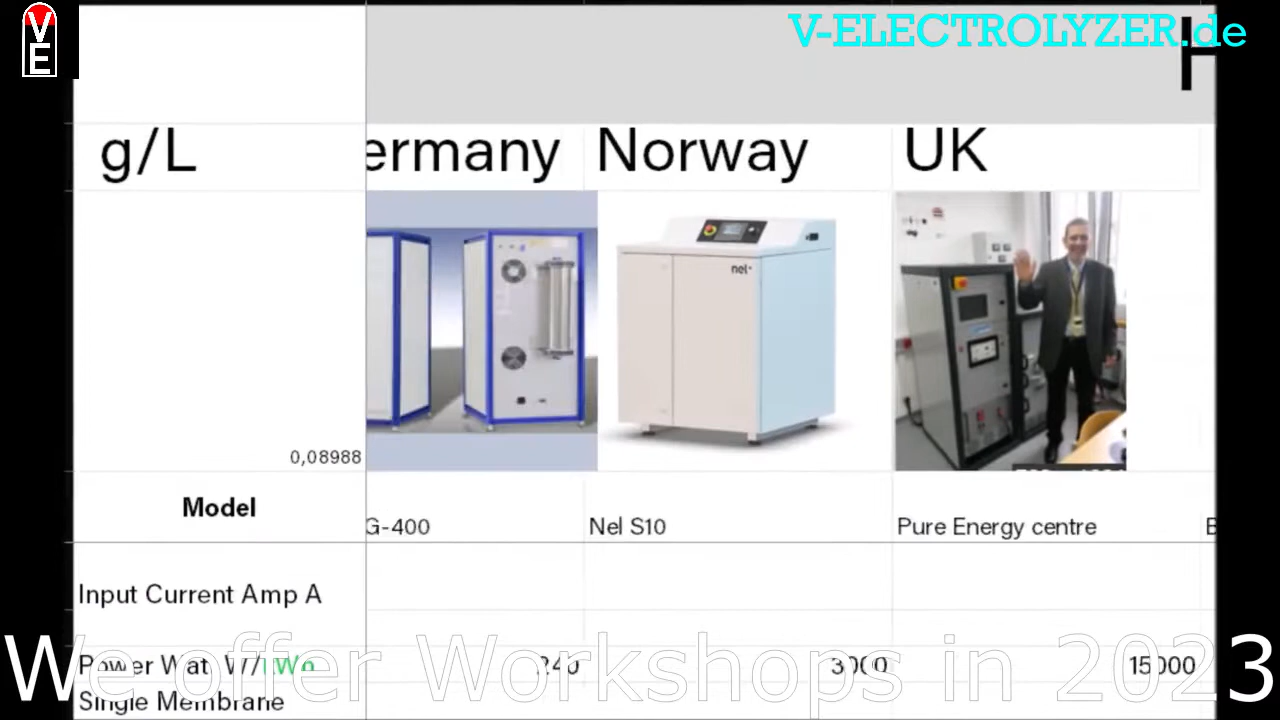 V
E
V-ELECTROLYZER.de
H
g/L
ermany
Norway
UK
nel
0,08988
Model
G-400
Nel S10
Pure Energy centre
Input Current Amp A
Power Watt W/
240
3000
15000
Single Membrane
We offer Workshops in 2023